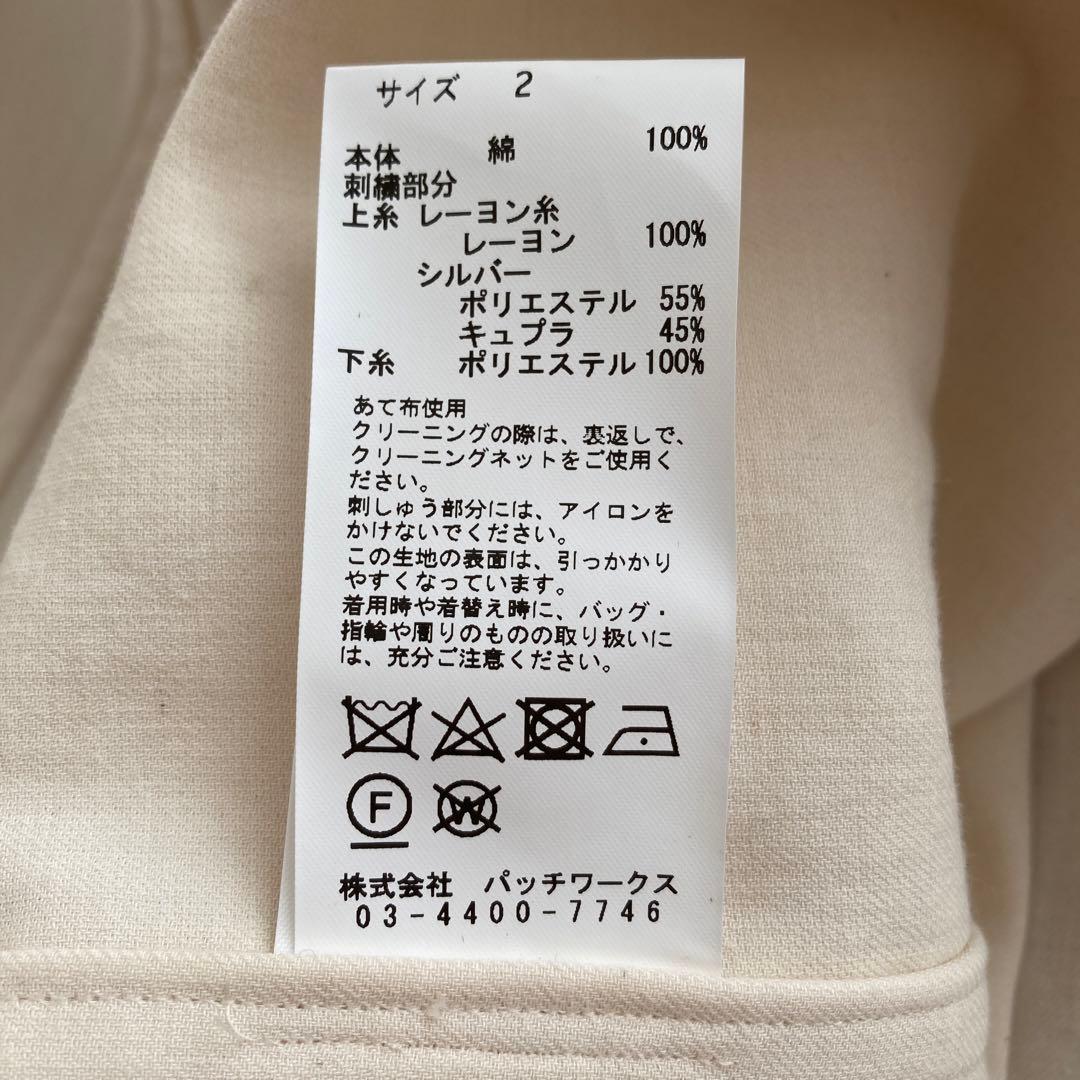 サイズ 2
本体 綿 100%
刺繍部分
上糸 レーヨン糸
レーヨン 100%
シルバー
ポリエステル 55%
キュプラ 45%
下糸 ポリエステル 100%
あて布使用
クリーニングの際は、裏返しで、
クリーニングネットをご使用く
ださい。
刺しゅう部分には、アイロンを
かけないでください。
この生地の表面は、引っかかり
やすくなっています。
着用時や着替え時に、バッグ・
指輪や周りのものの取り扱いに
は、充分ご注意ください。
F W
株式会社 パッチワークス
03-4400-7746